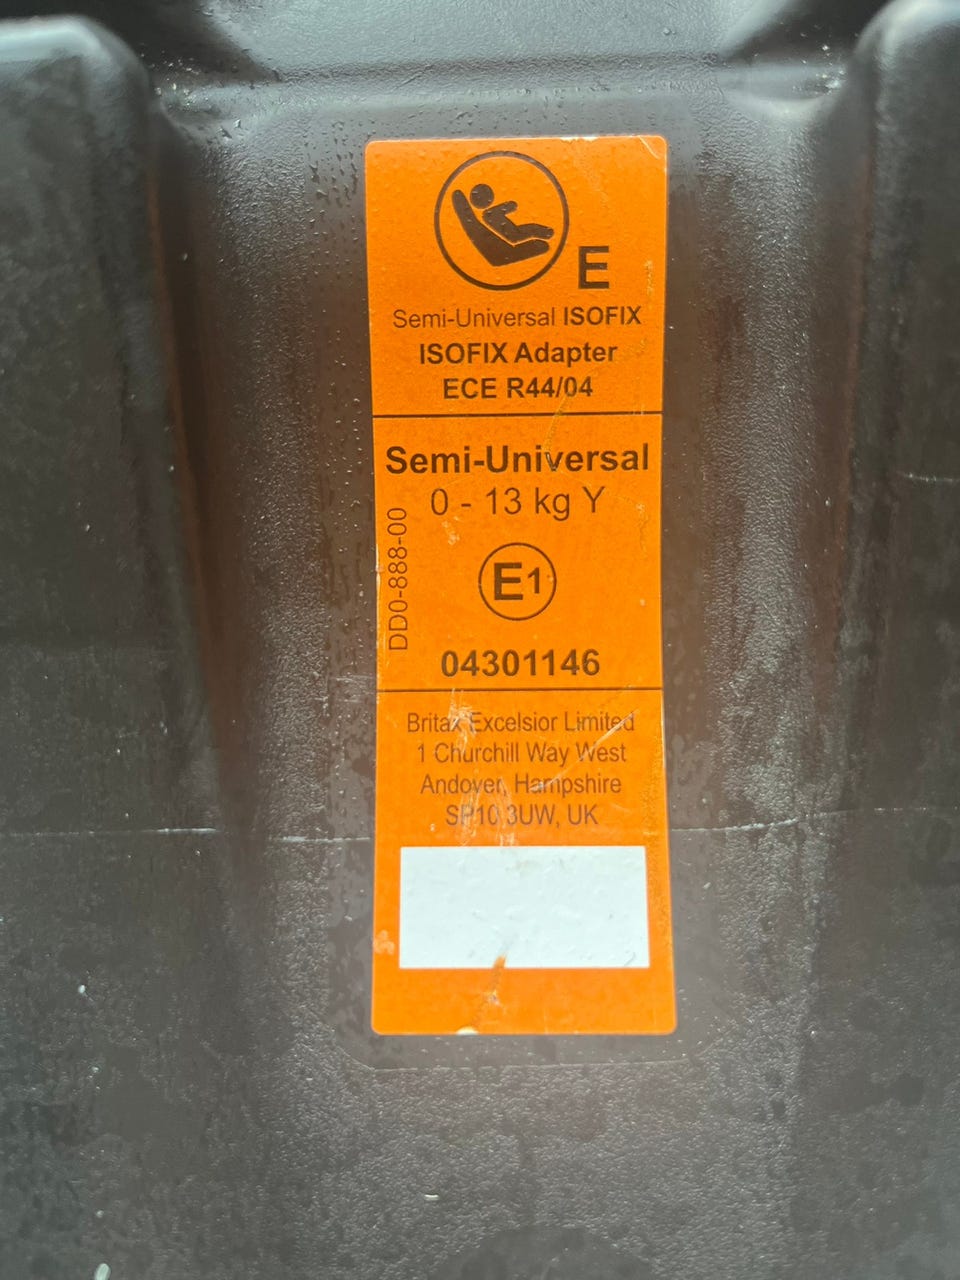 E
Semi-Universal ISOFIX
ISOFIX Adapter
ECE R44/04
Semi-Universal
0 - 13 kg Y
DD0-888-00
E1
04301146
Britax Excelsior Limited
1 Churchill Way West
Andover, Hampshire
SP10 3UW, UK